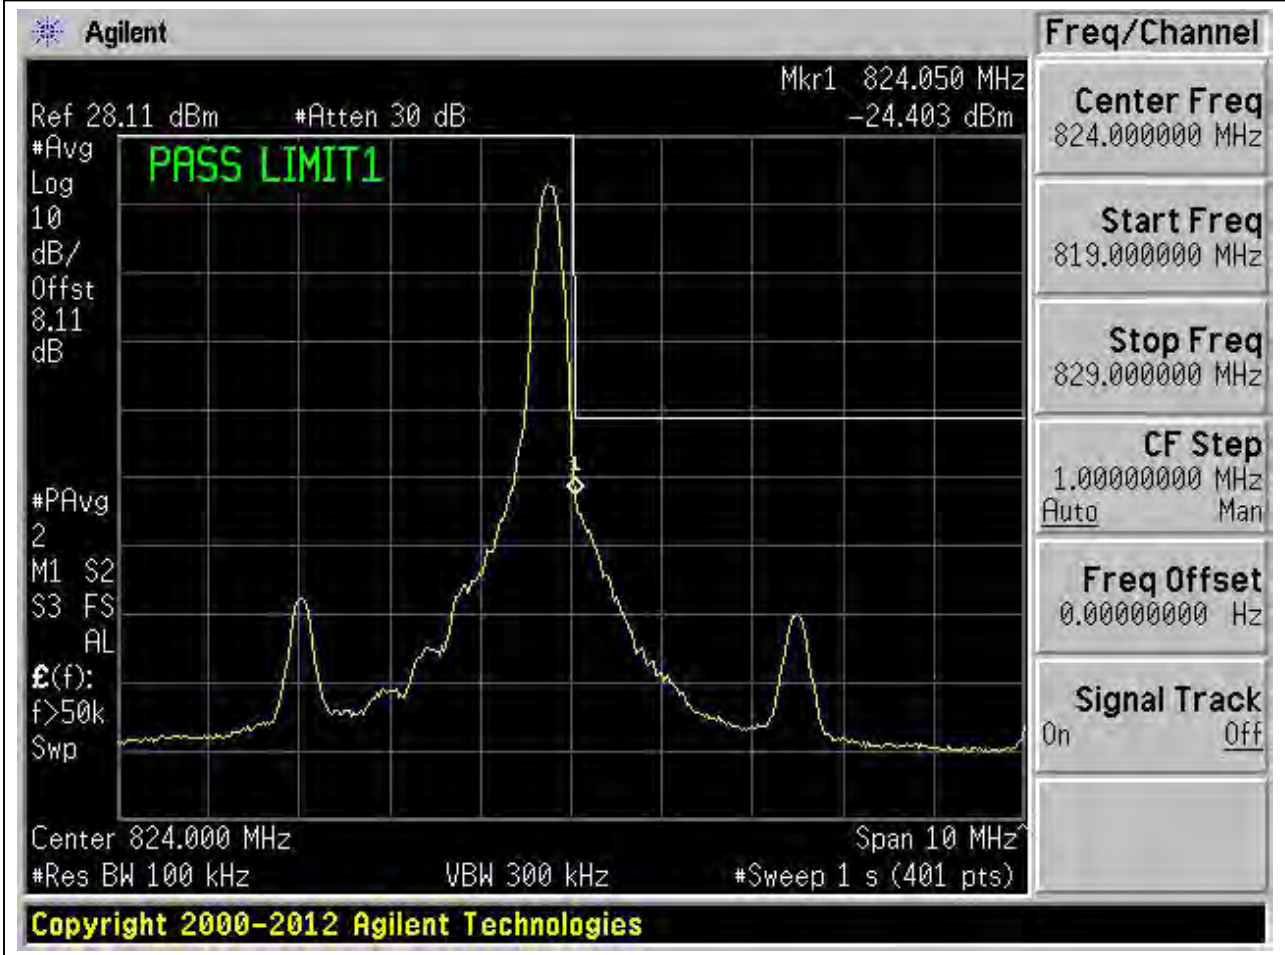 Agilent
Freq/Channel
Mkr1 824.050 MHz
Ref 28.11 dBm #Atten 30 dB -24.403 dBm
#Avg
Log
10
dB/
Offst
8.11
dB
PASS LIMIT1
1
#PAvg
2
M1 S2
S3 FS
AL
£(f):
f>50k
Swp
Center 824.000 MHz Span 10 MHz^
#Res BW 100 kHz VBW 300 kHz #Sweep 1 s (401 pts)
Center Freq
824.000000 MHz
Start Freq
819.000000 MHz
Stop Freq
829.000000 MHz
CF Step
1.00000000 MHz
Auto Man
Freq Offset
0.00000000 Hz
Signal Track
On Off
Copyright 2000-2012 Agilent Technologies